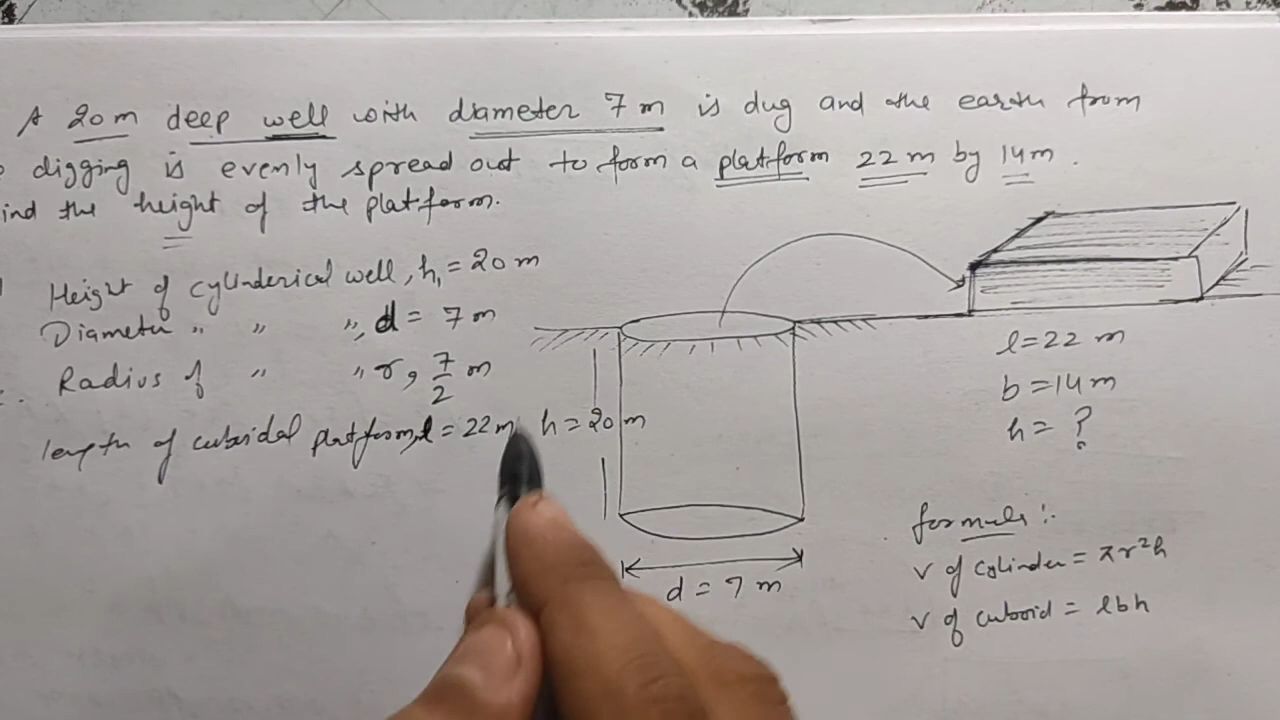 A 20m deep well with diameter 7 m is dug and the earth from
digging is evenly spread out to form a platform 22 m by 14 m.
ind the height of the platform.
Height of cylinderical well, h₁ = 20 m
Diameter " " ", d = 7 m
Radius of " " r, 7/2 m
length of cuboidal platform, l = 22 m
h = 20 m
d = 7 m
l = 22 m
b = 14 m
h = ?
formula :-
v of cylinder = πr²h
v of cuboid = lbh